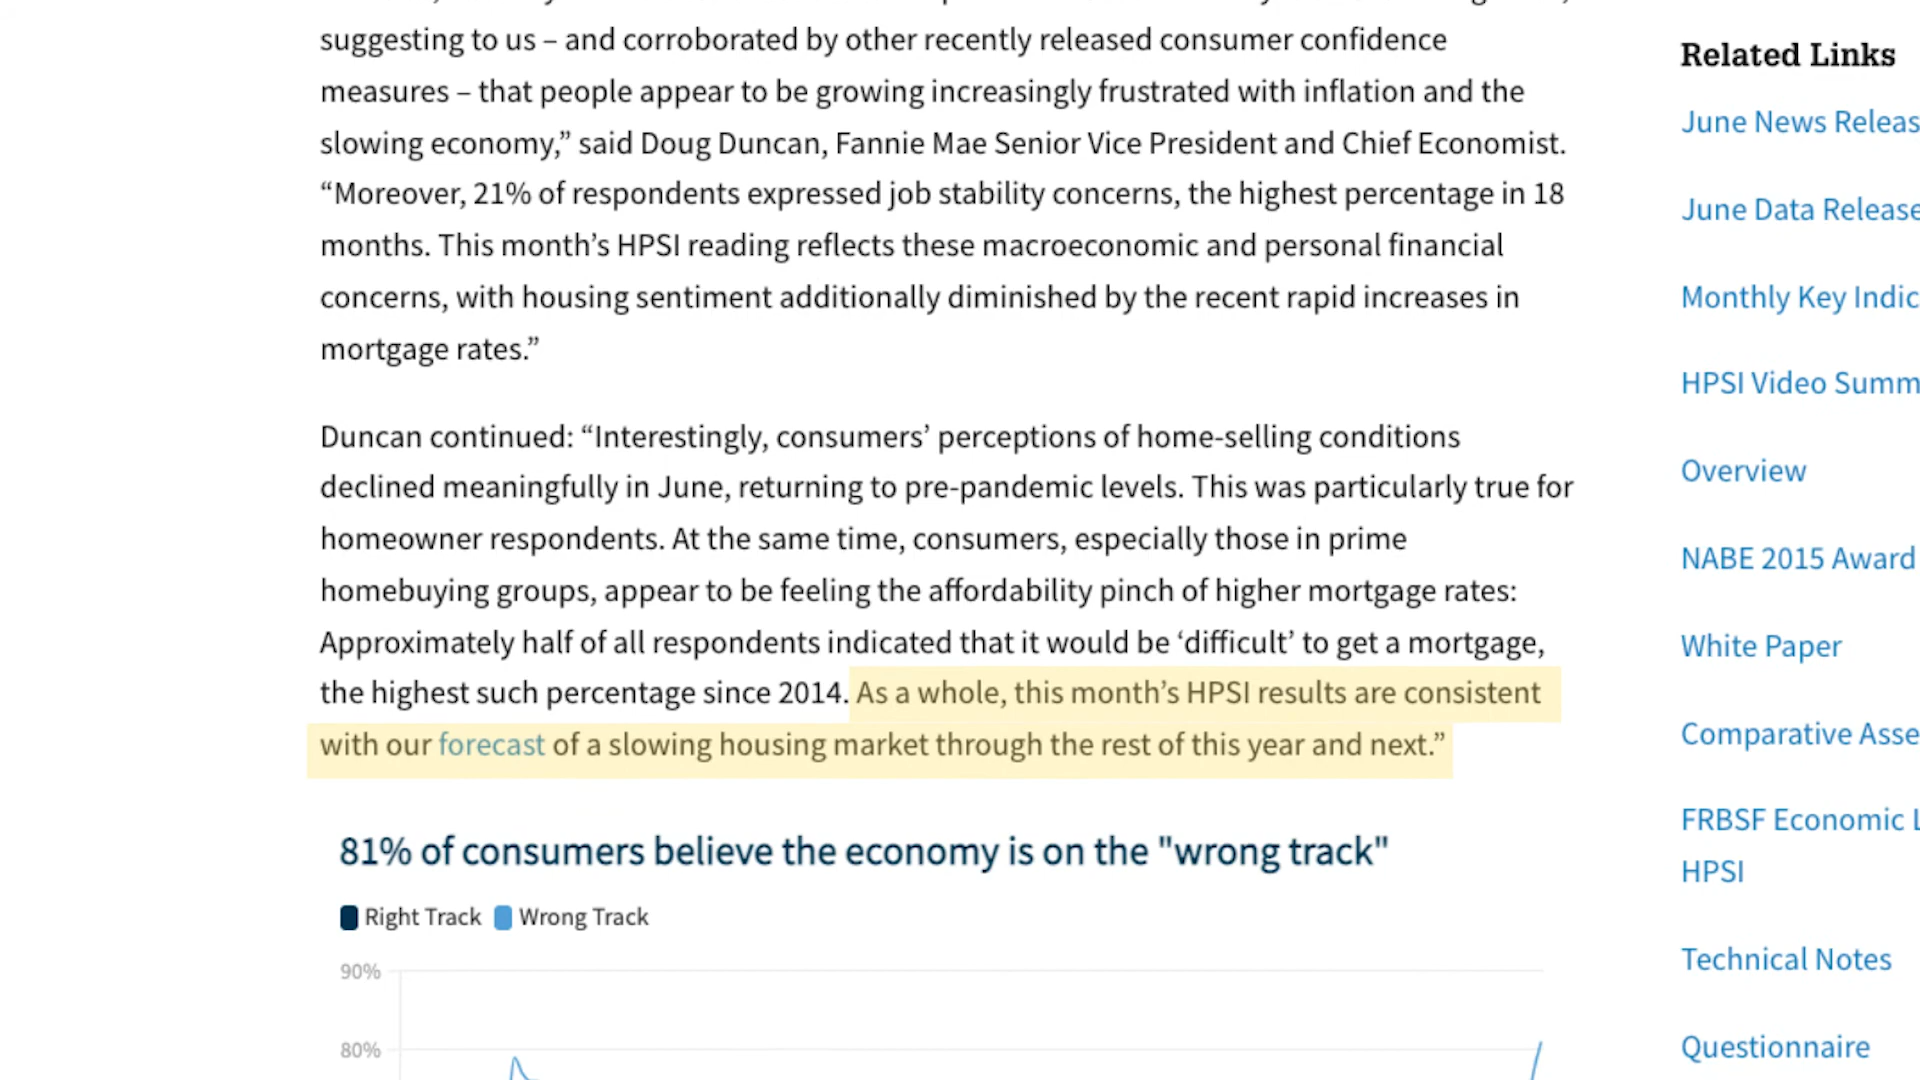 suggesting to us – and corroborated by other recently released consumer confidence
measures – that people appear to be growing increasingly frustrated with inflation and the
slowing economy,” said Doug Duncan, Fannie Mae Senior Vice President and Chief Economist.
“Moreover, 21% of respondents expressed job stability concerns, the highest percentage in 18
months. This month’s HPSI reading reflects these macroeconomic and personal financial
concerns, with housing sentiment additionally diminished by the recent rapid increases in
mortgage rates.”
Duncan continued: “Interestingly, consumers’ perceptions of home-selling conditions
declined meaningfully in June, returning to pre-pandemic levels. This was particularly true for
homeowner respondents. At the same time, consumers, especially those in prime
homebuying groups, appear to be feeling the affordability pinch of higher mortgage rates:
Approximately half of all respondents indicated that it would be ‘difficult’ to get a mortgage,
the highest such percentage since 2014. As a whole, this month’s HPSI results are consistent
with our forecast of a slowing housing market through the rest of this year and next.”
81% of consumers believe the economy is on the "wrong track"
Right Track Wrong Track
90%
80%
Related Links
June News Releas
June Data Release
Monthly Key Indic
HPSI Video Summ
Overview
NABE 2015 Award
White Paper
Comparative Asse
FRBSF Economic L
HPSI
Technical Notes
Questionnaire